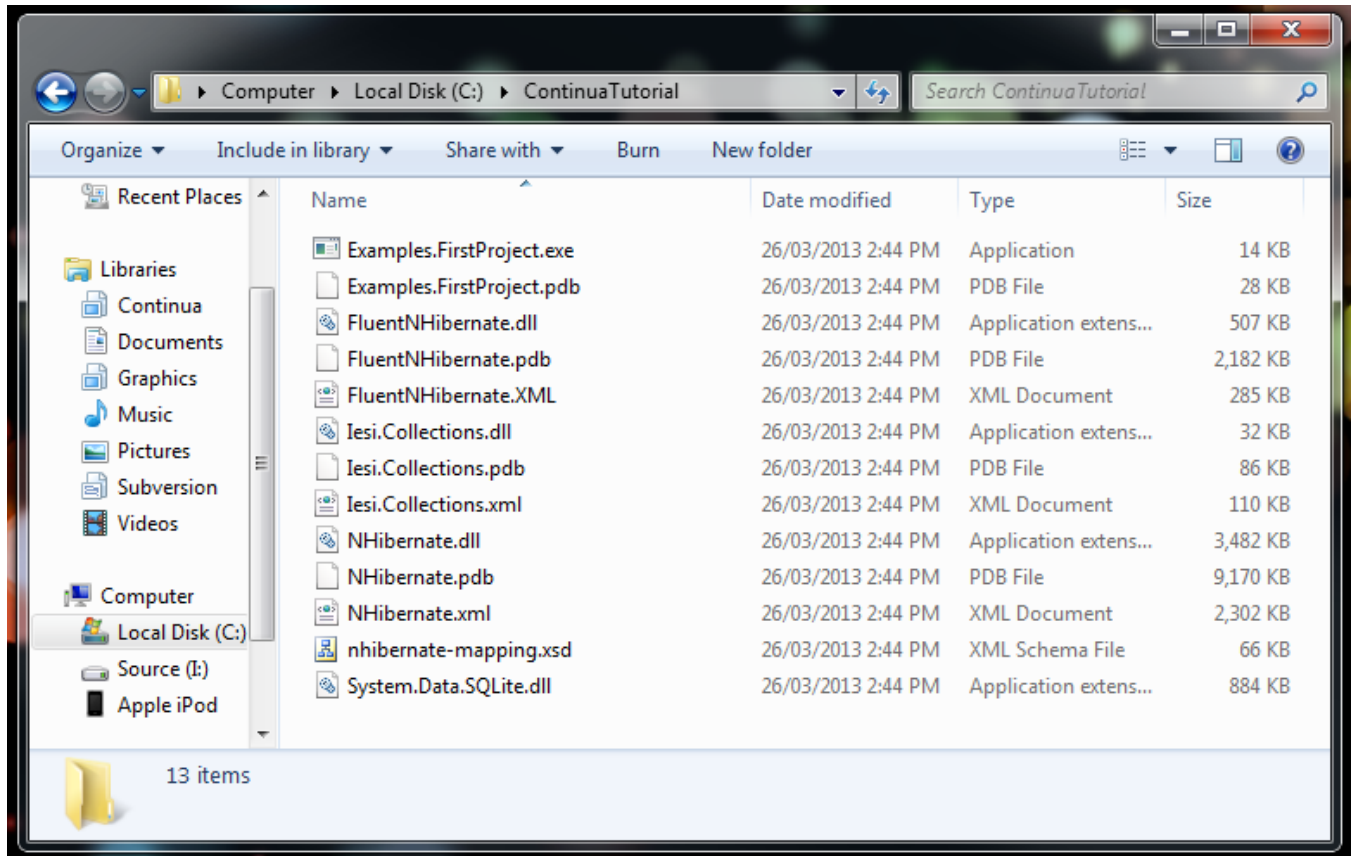 Computer Local Disk (C:) ContinuaTutorial Search ContinuaTutorial
Organize Include in library Share with Burn New folder
Recent Places
Libraries
Continua
Documents
Graphics
Music
Pictures
Subversion
Videos
Computer
Local Disk (C:)
Source (I:)
Apple iPod
Name Date modified Type Size
Examples.FirstProject.exe 26/03/2013 2:44 PM Application 14 KB
Examples.FirstProject.pdb 26/03/2013 2:44 PM PDB File 28 KB
FluentNHibernate.dll 26/03/2013 2:44 PM Application extens... 507 KB
FluentNHibernate.pdb 26/03/2013 2:44 PM PDB File 2,182 KB
FluentNHibernate.XML 26/03/2013 2:44 PM XML Document 285 KB
Iesi.Collections.dll 26/03/2013 2:44 PM Application extens... 32 KB
Iesi.Collections.pdb 26/03/2013 2:44 PM PDB File 86 KB
Iesi.Collections.xml 26/03/2013 2:44 PM XML Document 110 KB
NHibernate.dll 26/03/2013 2:44 PM Application extens... 3,482 KB
NHibernate.pdb 26/03/2013 2:44 PM PDB File 9,170 KB
NHibernate.xml 26/03/2013 2:44 PM XML Document 2,302 KB
nhibernate-mapping.xsd 26/03/2013 2:44 PM XML Schema File 66 KB
System.Data.SQLite.dll 26/03/2013 2:44 PM Application extens... 884 KB
13 items